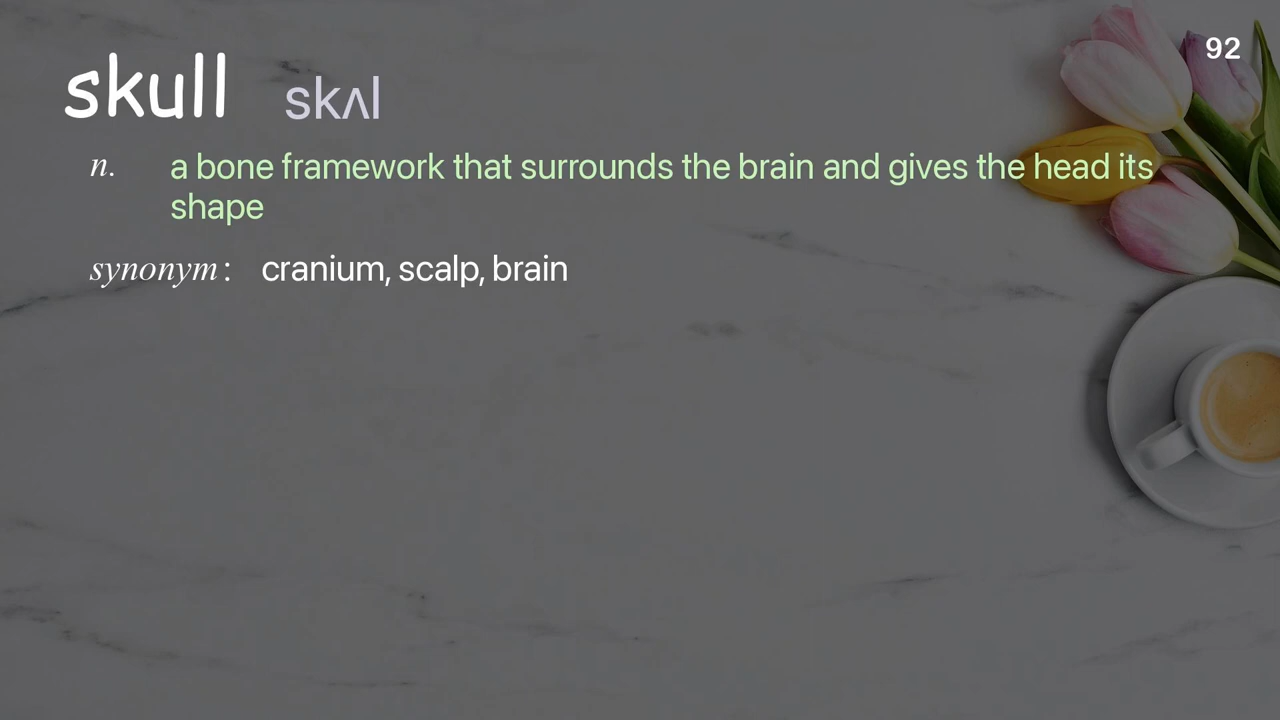 92
skull skʌl
n. a bone framework that surrounds the brain and gives the head its
shape
synonym: cranium, scalp, brain